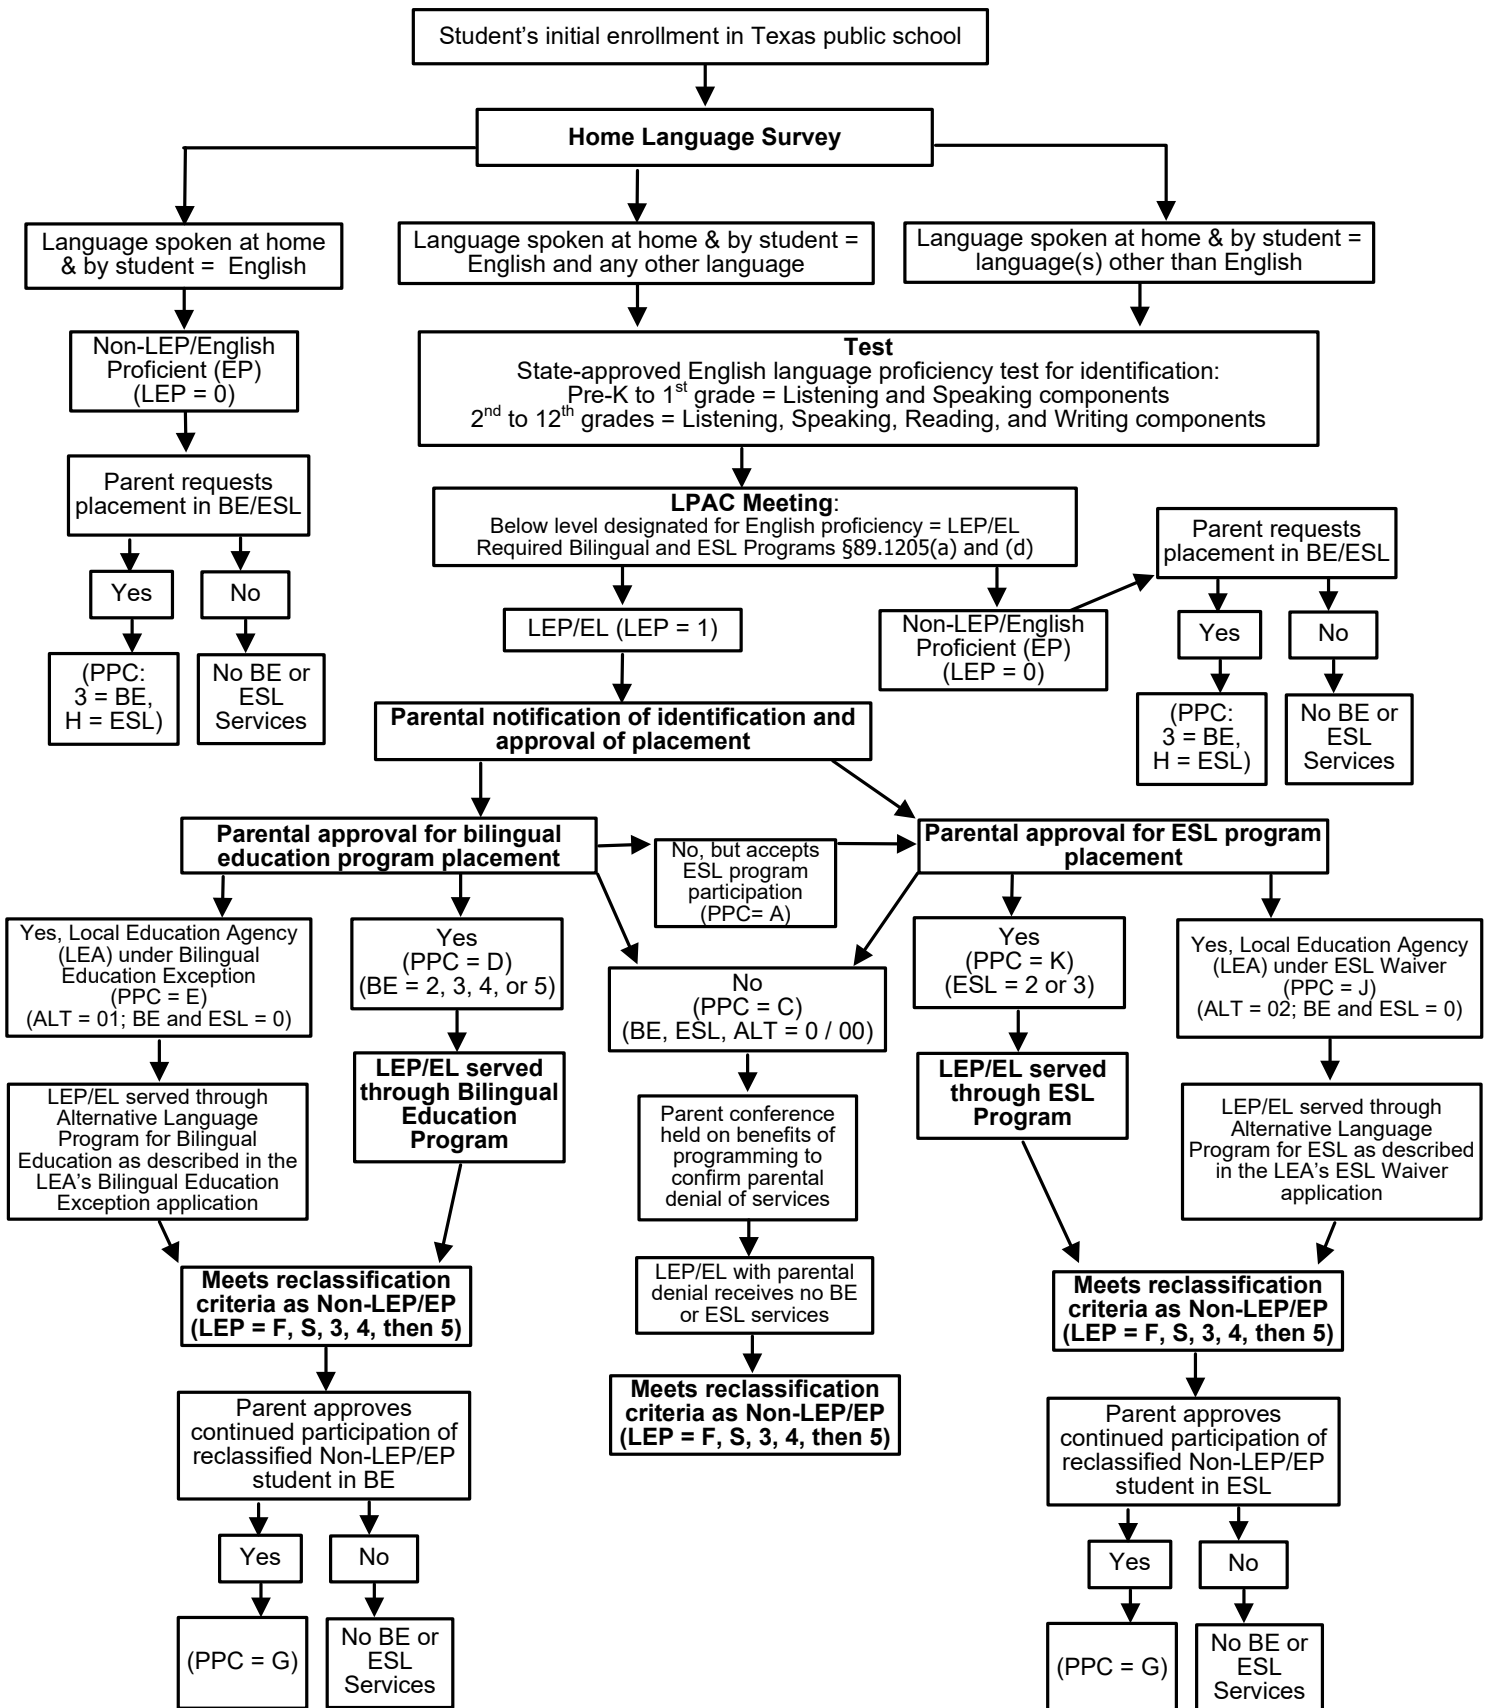 Student's initial enrollment in Texas public school
Home Language Survey
Language spoken at home
& by student =  English
Language spoken at home & by student =
English and any other language
Language spoken at home & by student =
language(s) other than English
Non-LEP/English
Proficient (EP)
(LEP = 0)
Test
State-approved English language proficiency test for identification:
Pre-K to 1st grade = Listening and Speaking components
2nd to 12th grades = Listening, Speaking, Reading, and Writing components
Parent requests
placement in BE/ESL
Yes
No
(PPC:
3 = BE,
H = ESL)
No BE or
ESL
Services
LPAC Meeting:
Below level designated for English proficiency = LEP/EL
Required Bilingual and ESL Programs §89.1205(a) and (d)
LEP/EL (LEP = 1)
Non-LEP/English
Proficient (EP)
(LEP = 0)
Parent requests
placement in BE/ESL
Yes
No
(PPC:
3 = BE,
H = ESL)
No BE or
ESL
Services
Parental notification of identification and
approval of placement
Parental approval for bilingual
education program placement
No, but accepts
ESL program
participation
(PPC= A)
Parental approval for ESL program
placement
Yes, Local Education Agency
(LEA) under Bilingual
Education Exception
(PPC = E)
(ALT = 01; BE and ESL = 0)
Yes
(PPC = D)
(BE = 2, 3, 4, or 5)
No
(PPC = C)
(BE, ESL, ALT = 0 / 00)
Yes
(PPC = K)
(ESL = 2 or 3)
Yes, Local Education Agency
(LEA) under ESL Waiver
(PPC = J)
(ALT = 02; BE and ESL = 0)
LEP/EL served through
Alternative Language
Program for Bilingual
Education as described in the
LEA's Bilingual Education
Exception application
LEP/EL served
through Bilingual
Education
Program
Parent conference
held on benefits of
programming to
confirm parental
denial of services
LEP/EL served
through ESL
Program
LEP/EL served through
Alternative Language
Program for ESL as described
in the LEA's ESL Waiver
application
Meets reclassification
criteria as Non-LEP/EP
(LEP = F, S, 3, 4, then 5)
LEP/EL with parental
denial receives no BE
or ESL services
Meets reclassification
criteria as Non-LEP/EP
(LEP = F, S, 3, 4, then 5)
Meets reclassification
criteria as Non-LEP/EP
(LEP = F, S, 3, 4, then 5)
Parent approves
continued participation of
reclassified Non-LEP/EP
student in BE
Yes
No
(PPC = G)
No BE or
ESL
Services
Parent approves
continued participation of
reclassified Non-LEP/EP
student in ESL
Yes
No
(PPC = G)
No BE or
ESL
Services